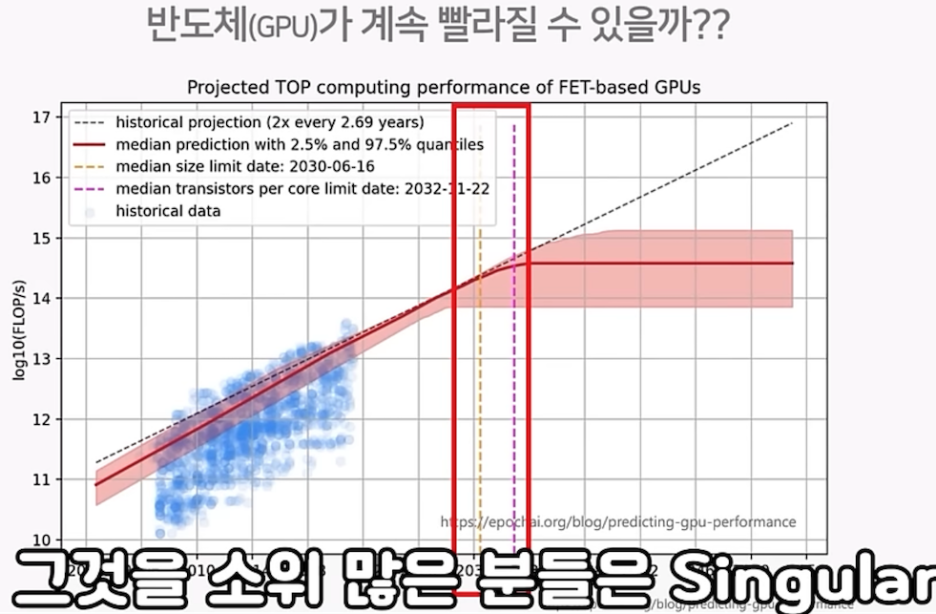 반도체(GPU)가 계속 빨라질 수 있을까??
Projected TOP computing performance of FET-based GPUs
historical projection (2x every 2.69 years)
median prediction with 2.5% and 97.5% quantiles
median size limit date: 2030-06-16
median transistors per core limit date: 2032-11-22
historical data
17
16
15
14
13
12
11
10
log10(FLOP/s)
https://epochai.org/blog/predicting-gpu-performance
그것을 소위 많은 분들은 Singular